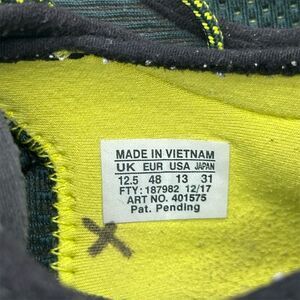 MADE IN VIETNAM
UK EUR USA JAPAN
12.5 48 13 31
FTY: 187982 12/17
ART NO. 401575
Pat. Pending